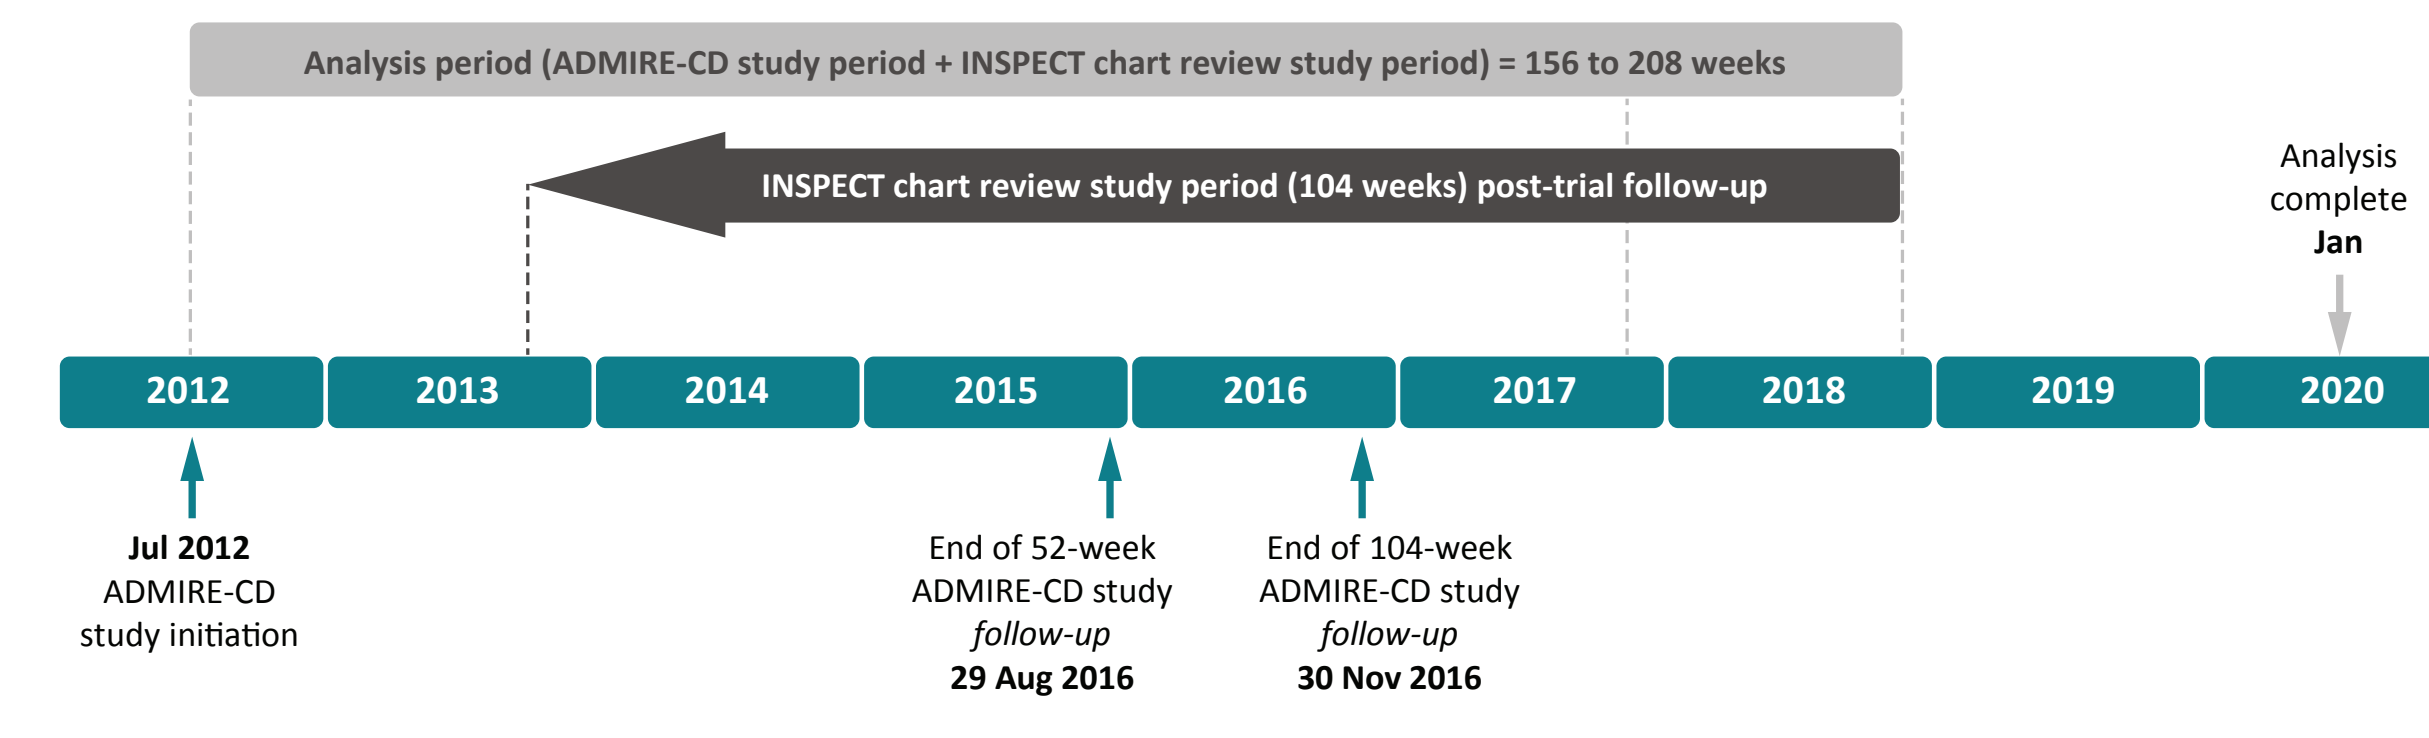 Analysis period (ADMIRE-CD study period + INSPECT chart review study period) = 156 to 208 weeks
INSPECT chart review study period (104 weeks) post-trial follow-up
Analysis
complete
Jan
2012
2013
2014
2015
2016
2017
2018
2019
2020
Jul 2012
ADMIRE-CD
study initiation
End of 52-week
ADMIRE-CD study
follow-up
29 Aug 2016
End of 104-week
ADMIRE-CD study
follow-up
30 Nov 2016